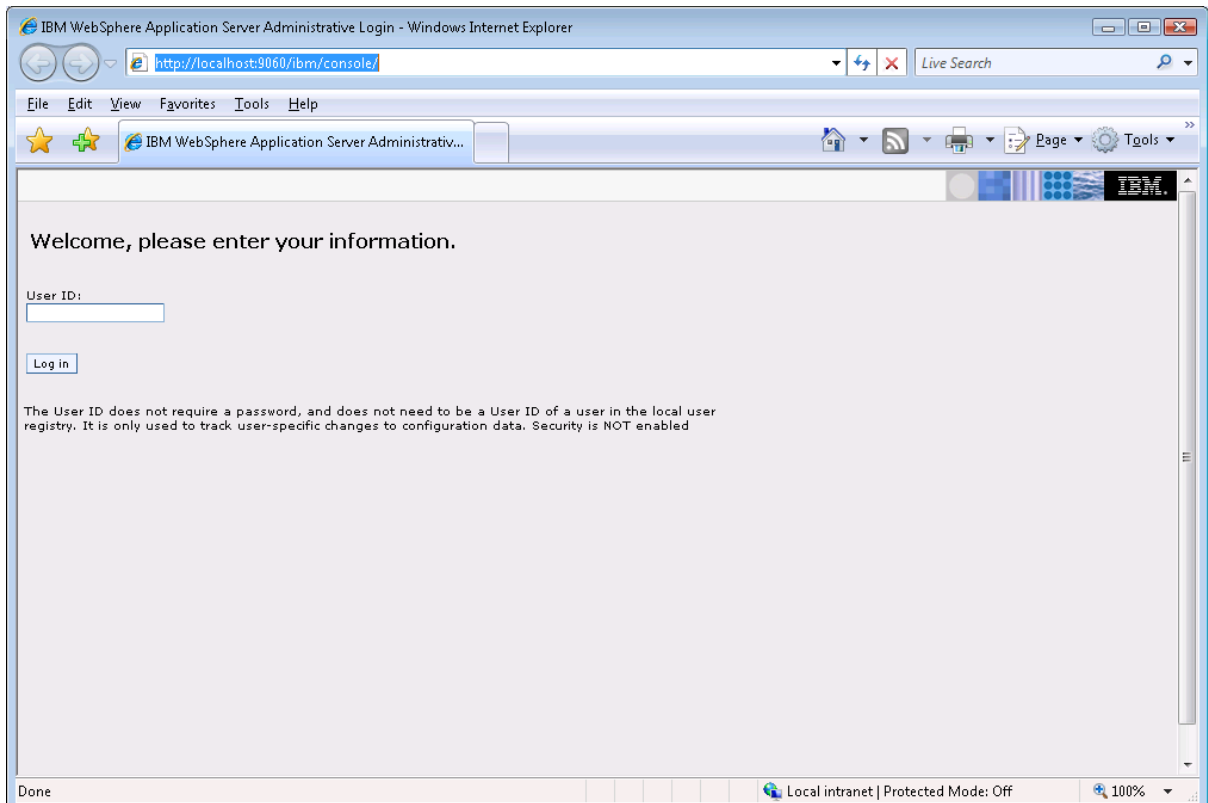 IBM WebSphere Application Server Administrative Login - Windows Internet Explorer
http://localhost:9060/ibm/console/
Live Search
File Edit View Favorites Tools Help
IBM WebSphere Application Server Administrativ...
Page
Tools
IBM.
Welcome, please enter your information.
User ID:
Log in
The User ID does not require a password, and does not need to be a User ID of a user in the local user
registry. It is only used to track user-specific changes to configuration data. Security is NOT enabled
Done
Local intranet | Protected Mode: Off
100%